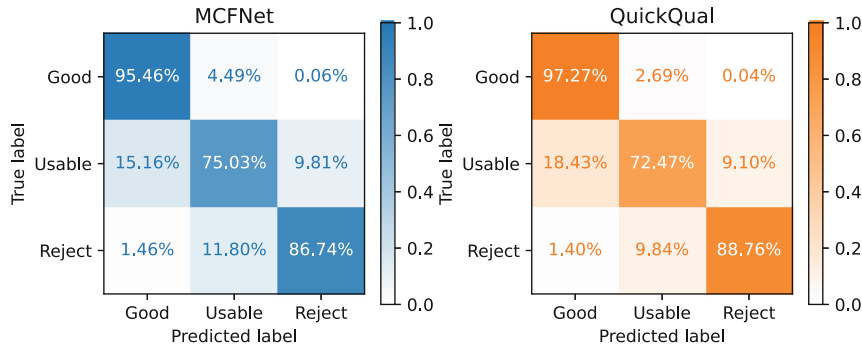 MCFNet
QuickQual
True label
Good
Usable
Reject
95.46% 4.49% 0.06%
15.16% 75.03% 9.81%
1.46% 11.80% 86.74%
Good Usable Reject
Predicted label
1.0
0.8
0.6
0.4
0.2
0.0
True label
Good
Usable
Reject
97.27% 2.69% 0.04%
18.43% 72.47% 9.10%
1.40% 9.84% 88.76%
Good Usable Reject
Predicted label
1.0
0.8
0.6
0.4
0.2
0.0